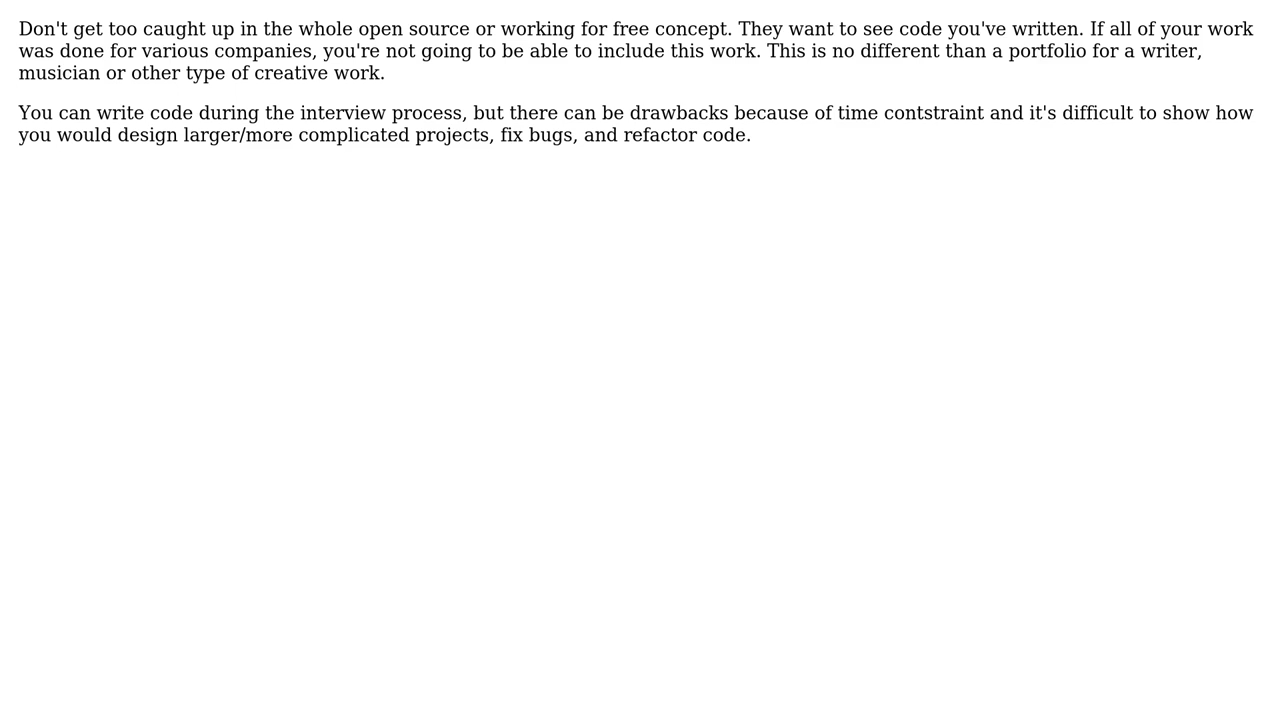 Don't get too caught up in the whole open source or working for free concept. They want to see code you've written. If all of your work
was done for various companies, you're not going to be able to include this work. This is no different than a portfolio for a writer,
musician or other type of creative work.
You can write code during the interview process, but there can be drawbacks because of time contstraint and it's difficult to show how
you would design larger/more complicated projects, fix bugs, and refactor code.